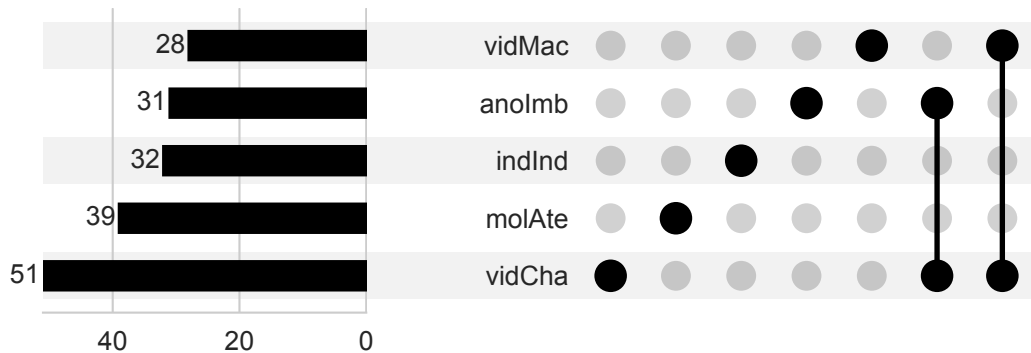 28 vidMac
31 anoImb
32 indInd
39 molAte
51 vidCha
40 20 0